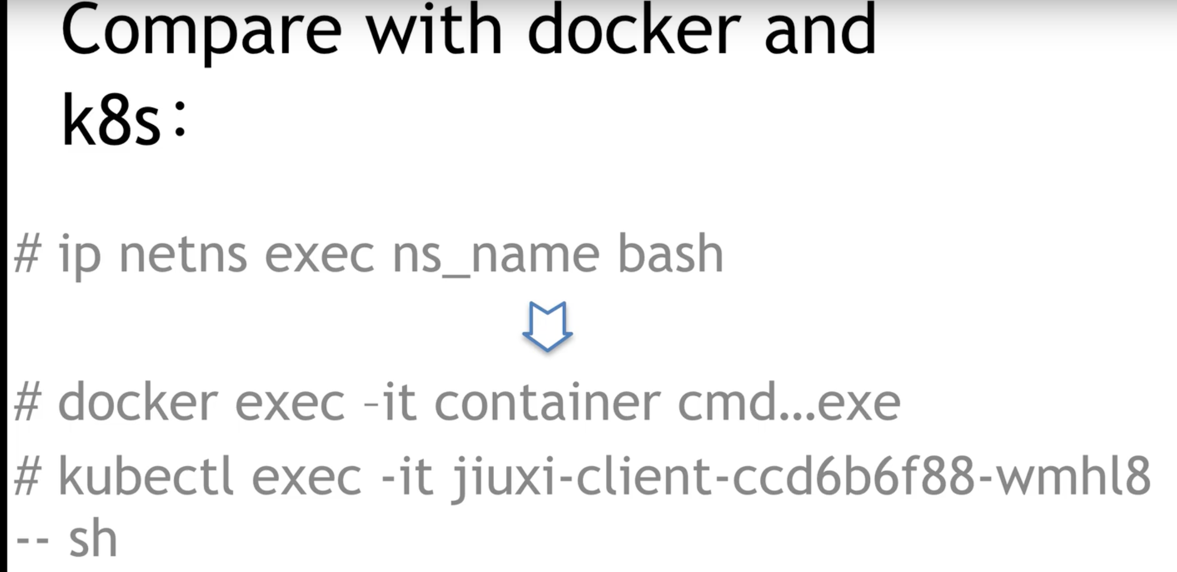 Compare with docker and
k8s：
# ip netns exec ns_name bash
# docker exec –it container cmd…exe
# kubectl exec -it jiuxi-client-ccd6b6f88-wmhl8
-- sh